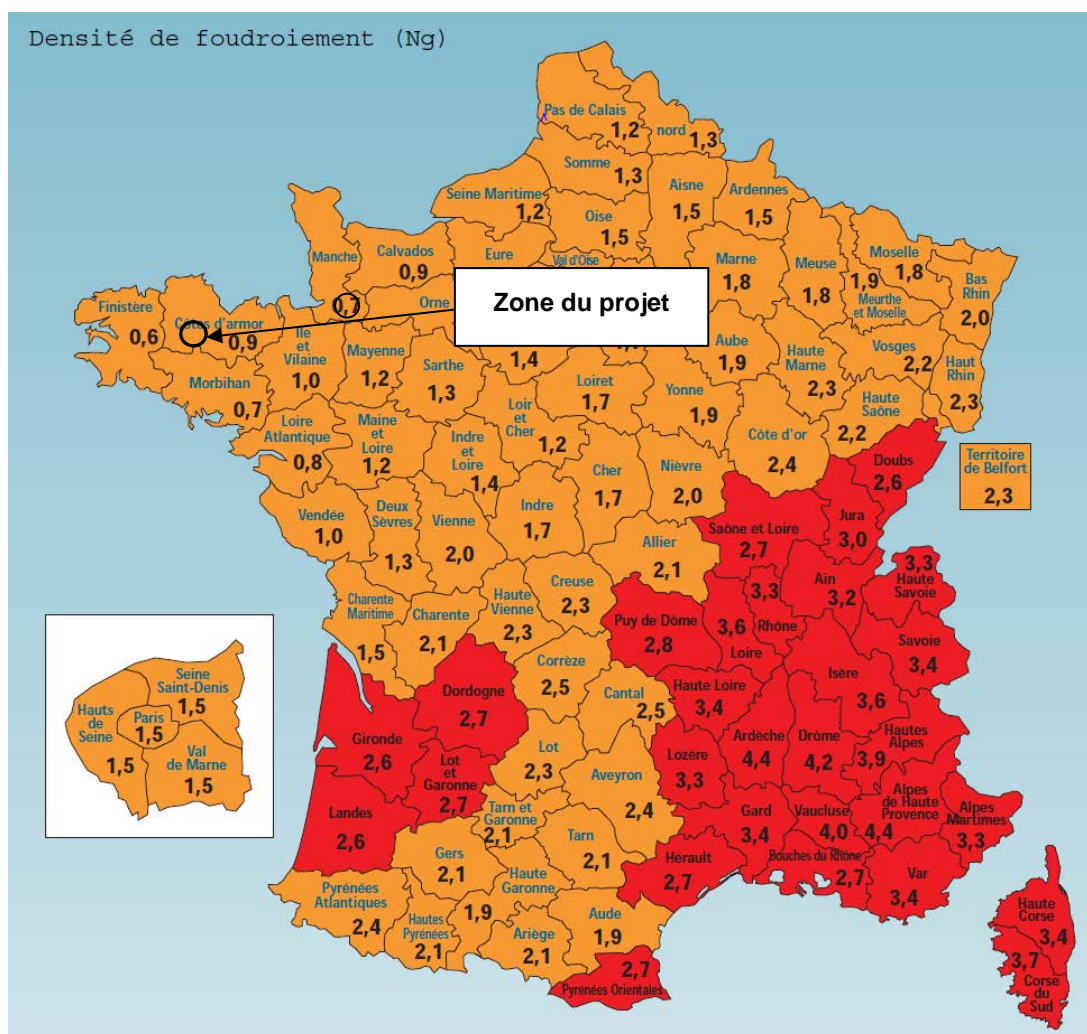 Densité de foudroiement (Ng)
Pas de Calais
1,2
nord
1,3
Somme
1,3
Seine Maritime
1,2
Aisne
1,5
Ardennes
1,5
Oise
1,5
Manche
Calvados
0,9
Eure
Val d'Oise
Marne
1,8
Meuse
1,8
Moselle
1,8
1,9
Meurthe
et Moselle
Bas
Rhin
2,0
Zone du projet
0,7
Orne
Finistère
0,6
Côtes d'armor
0,9
Ile
et
Vilaine
1,0
Mayenne
1,2
Sarthe
1,3
1,4
Aube
1,9
Haute
Marne
2,3
Vosges
2,2
Haut
Rhin
2,3
Morbihan
0,7
Loiret
1,7
Yonne
1,9
Haute
Saône
2,2
Loire
Atlantique
0,8
Maine
et
Loire
1,2
Indre
et
Loire
1,4
Loir
et
Cher
1,2
Côte d'or
2,4
Doubs
2,6
Territoire
de Belfort
2,3
Cher
1,7
Nièvre
2,0
Vendée
1,0
Deux
Sèvres
1,3
Vienne
2,0
Indre
1,7
Allier
2,1
Saône et Loire
2,7
Jura
3,0
Ain
3,2
3,3
Haute
Savoie
Charente
Maritime
1,5
Charente
2,1
Haute
Vienne
2,3
Creuse
2,3
Puy de Dôme
2,8
3,3
Rhône
3,6
Loire
Savoie
3,4
Corrèze
2,5
Cantal
2,5
Haute Loire
3,4
Isère
3,6
Dordogne
2,7
Seine
Saint-Denis
1,5
Hauts
de
Seine
1,5
Paris
1,5
Val
de Marne
1,5
Gironde
2,6
Lot
et
Garonne
2,7
Lot
2,3
Aveyron
2,4
Lozère
3,3
Ardèche
4,4
Drôme
4,2
Hautes
Alpes
3,9
Landes
2,6
Tarn et
Garonne
2,1
Tarn
2,1
Gard
3,4
Vaucluse
4,0
Alpes
de Haute
Provence
4,4
Alpes
Martimes
3,3
Gers
2,1
Haute
Garonne
1,9
Hérault
2,7
Bouches du Rhône
2,7
Var
3,4
Pyrénées
Atlantiques
2,4
Hautes
Pyrénées
2,1
Ariège
2,1
Aude
1,9
2,7
Pyrénées Orientales
Haute
Corse
3,4
3,7
Corse
du
Sud